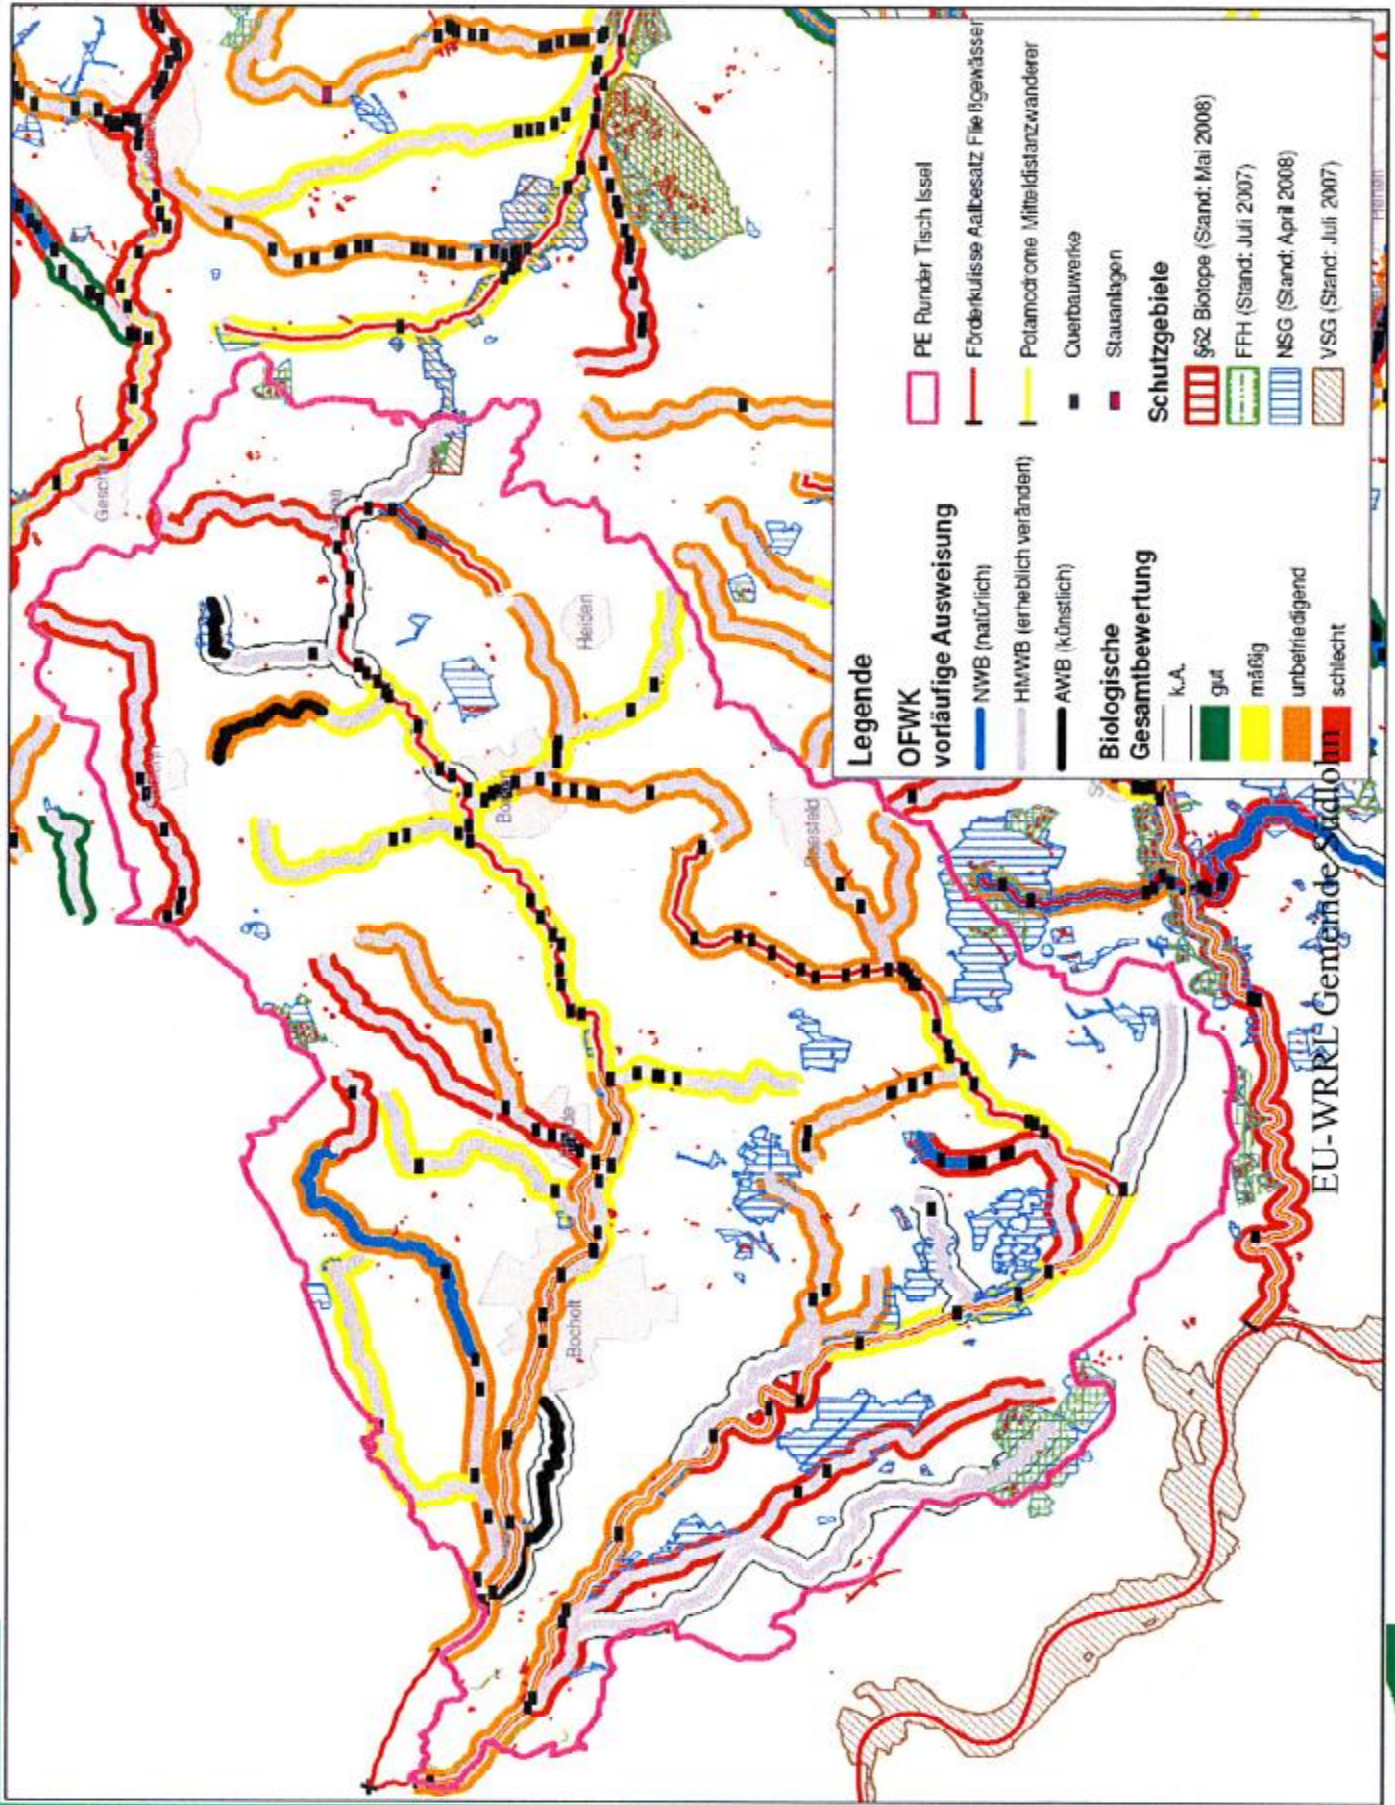 Legende
OFWK
vorläufige Ausweisung
NWB (natürlich)
HMWB (erheblich verändert)
AWB (künstlich)
Biologische
Gesamtbewertung
k.A.
gut
mäßig
unbefriedigend
schlecht
PE Runder Tisch Issel
Förderkulisse Aalbesatz Fließgewässer
Potamodrome Mitteldistanzwanderer
Querbauwerke
Stauanlagen
Schutzgebiele
§62 Biotope (Stand: Mai 2008)
FFH (Stand: Juli 2007)
NSG (Stand: April 2008)
VSG (Stand: Juli 2007)
Heiden
Raesfeld
Bocholt
EU-WRRL Gemeinde Südlohn